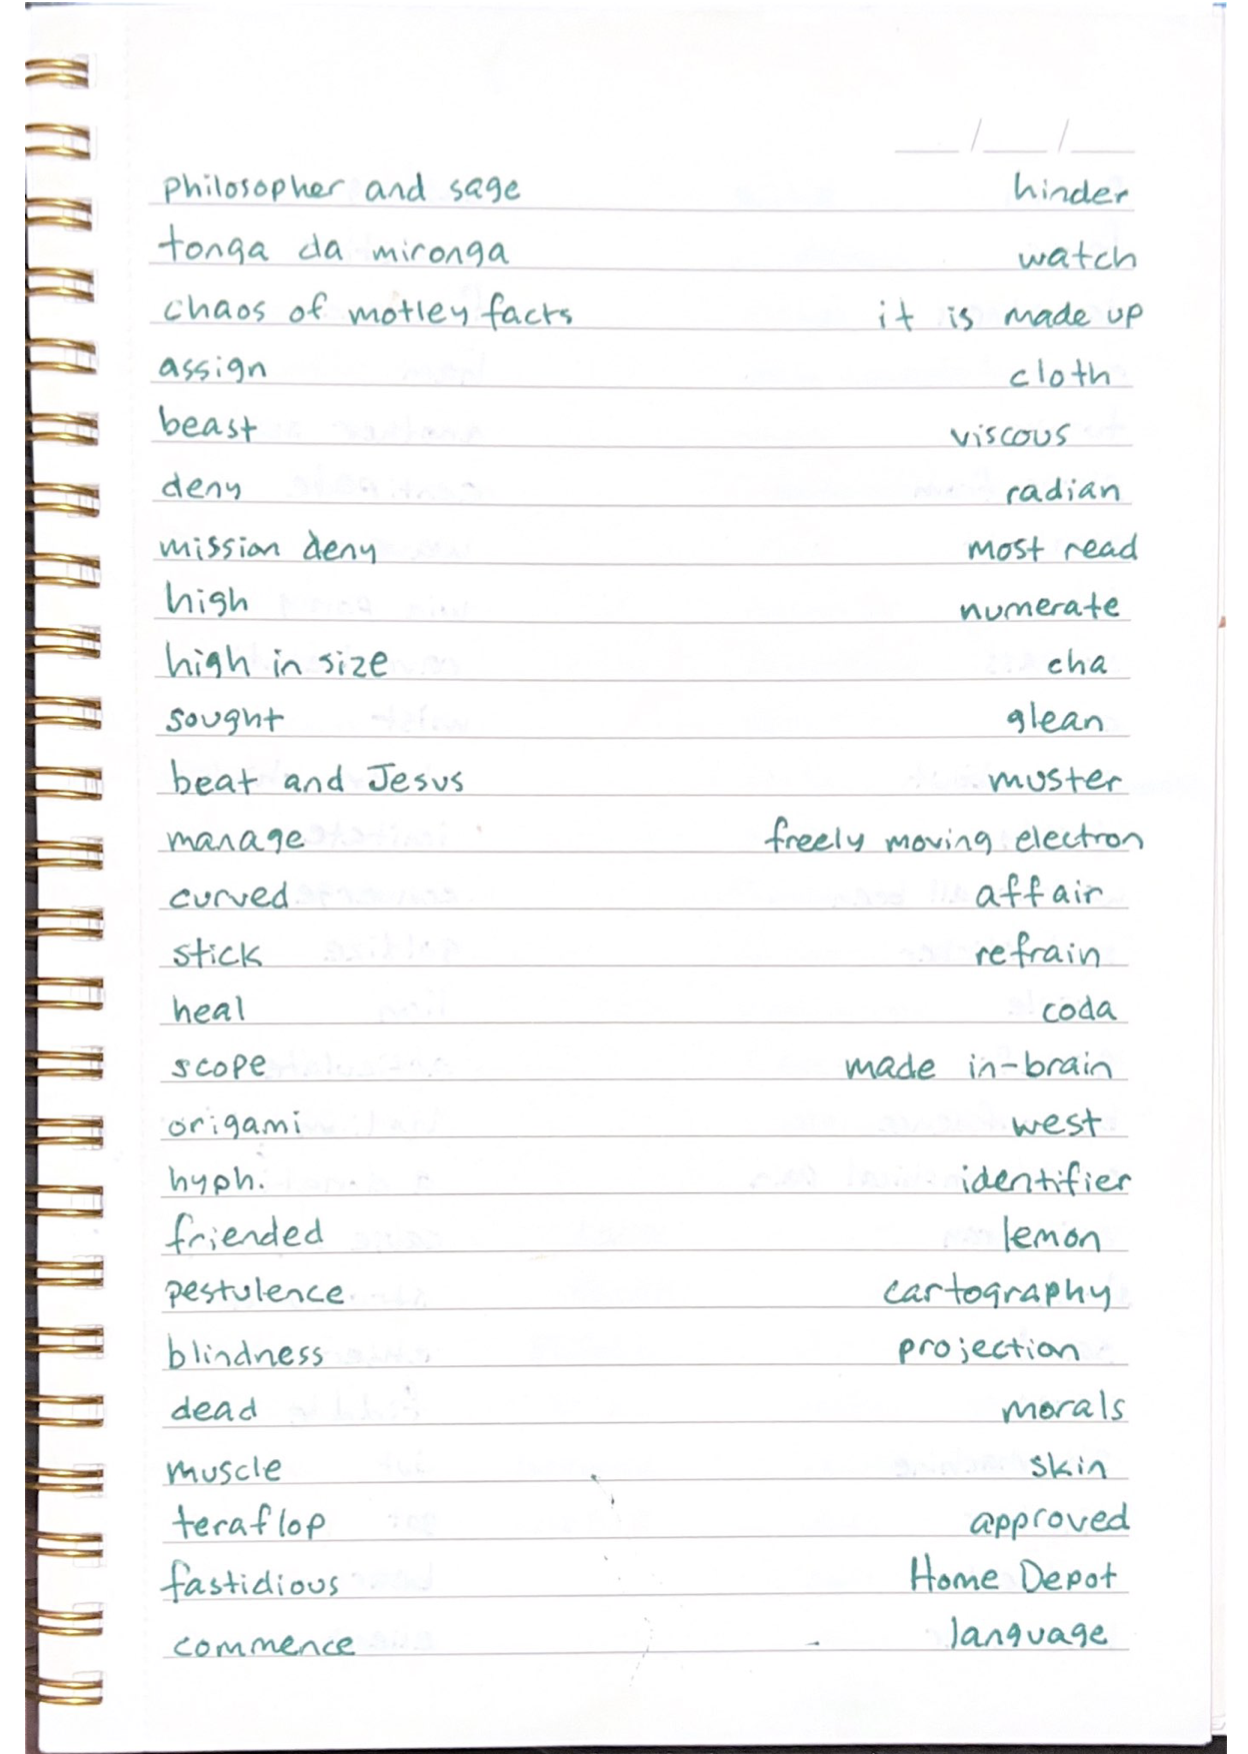 philosopher and sage hinder
tonga da mironga watch
chaos of motley facts it is made up
assign cloth
beast viscous
deny radian
mission deny most read
high numerate
high in size cha
sought glean
beat and Jesus muster
manage freely moving electron
curved affair
stick refrain
heal coda
scope made in-brain
origami west
hyph. identifier
friended lemon
pestulence cartography
blindness projection
dead morals
muscle skin
teraflop approved
fastidious Home Depot
commence language